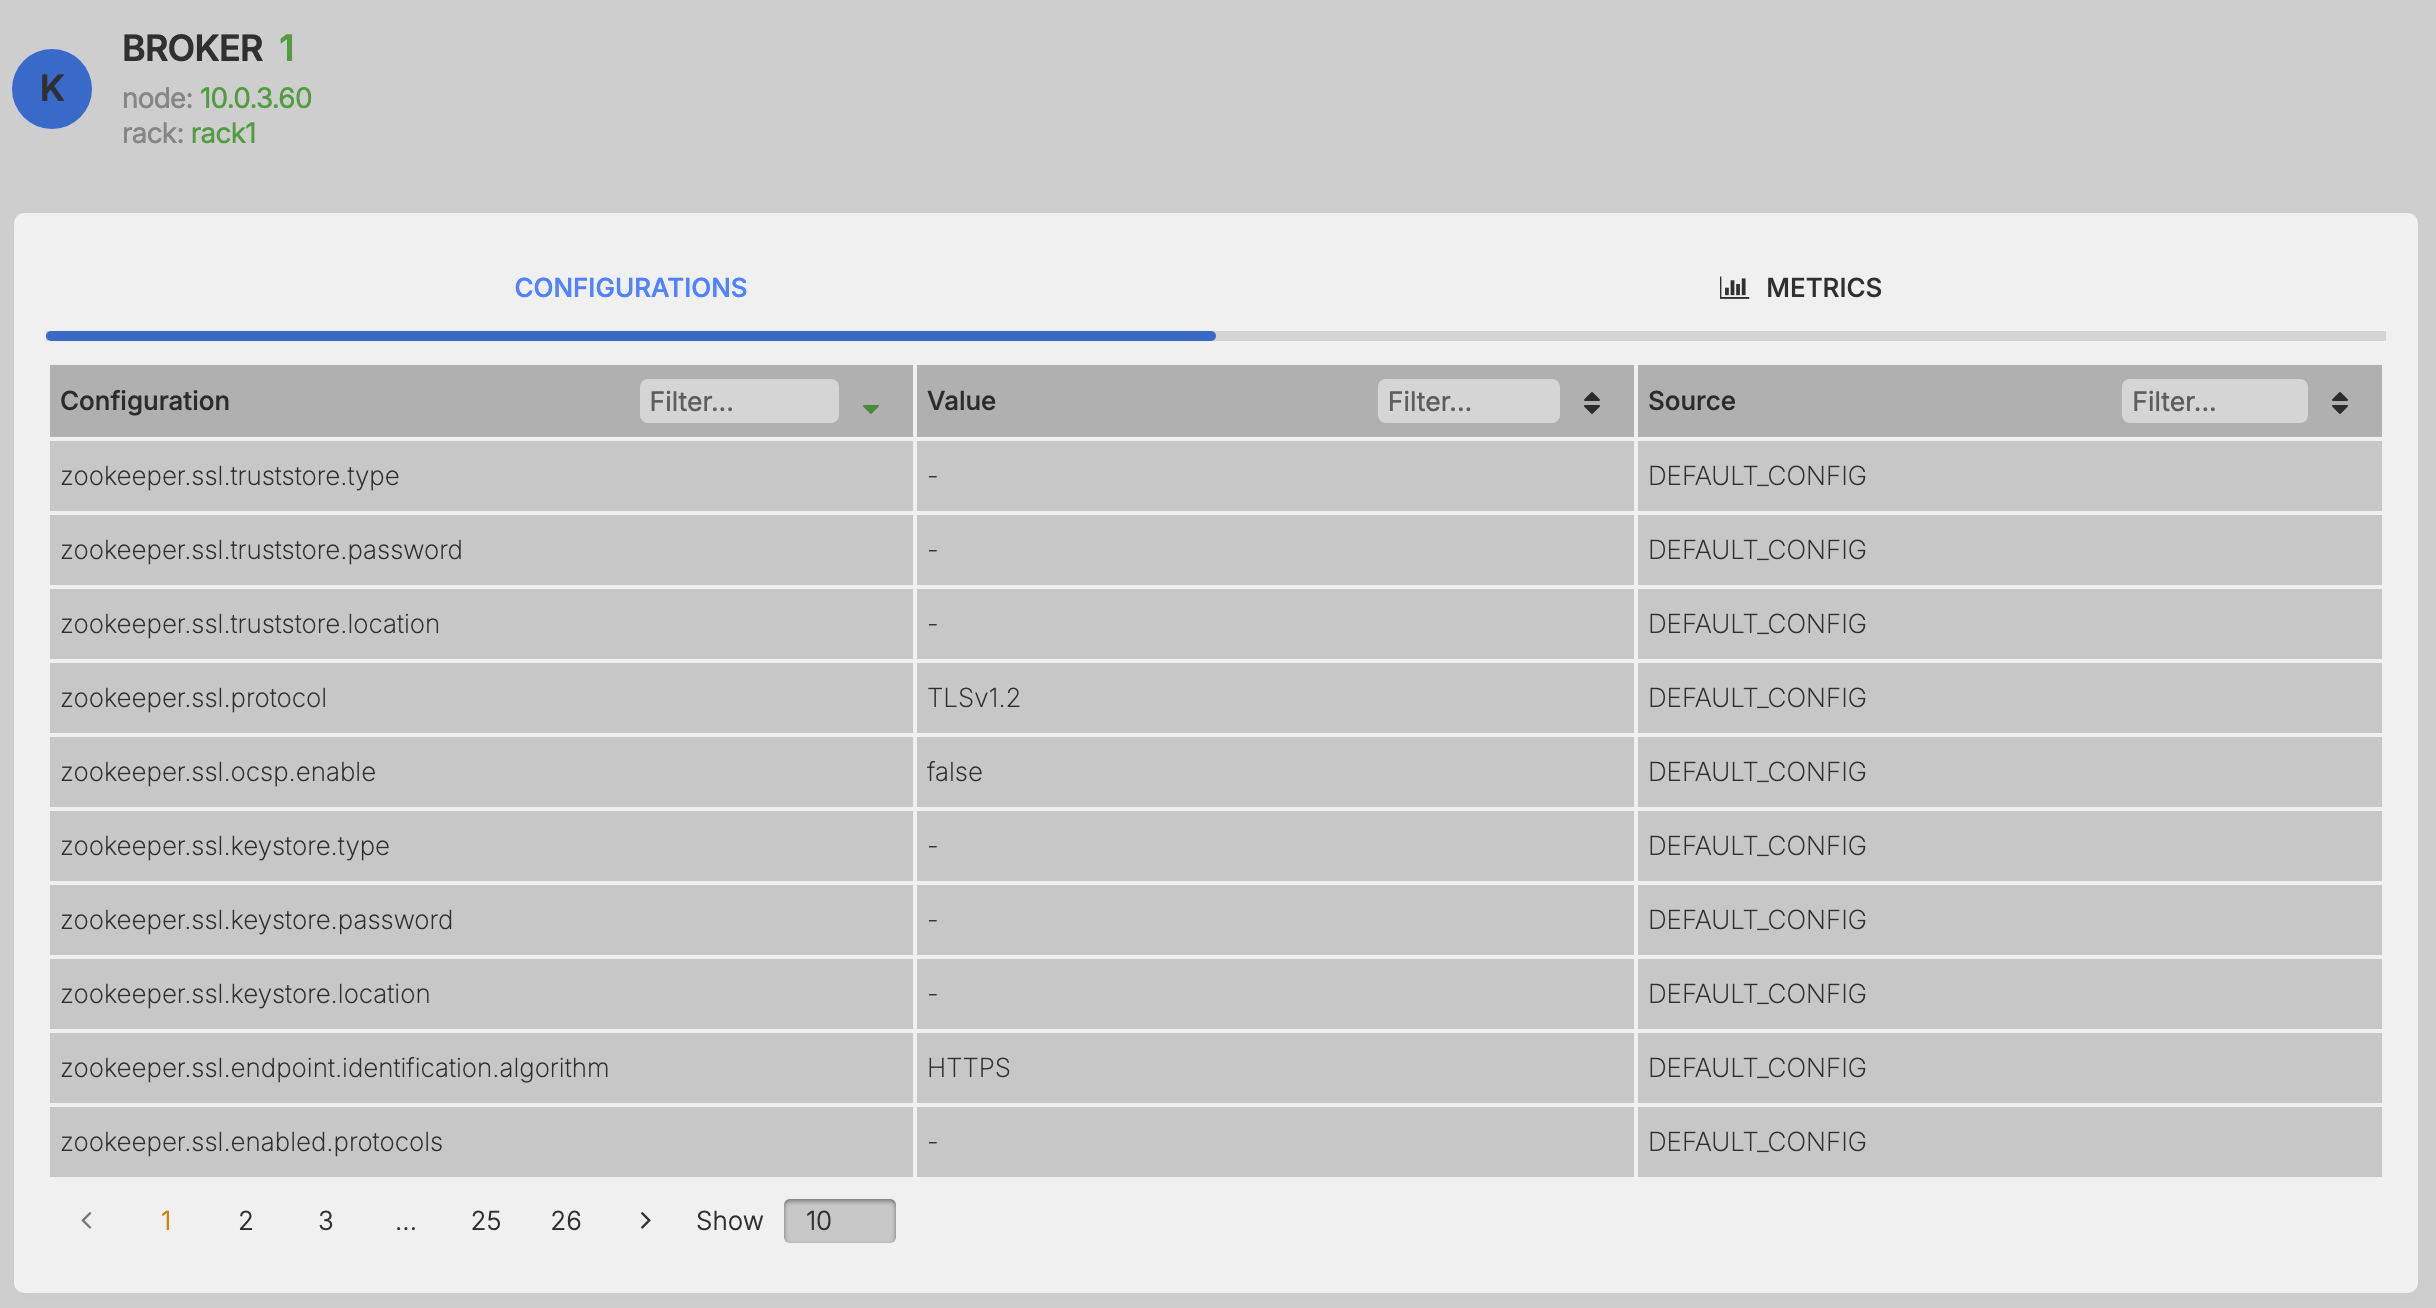 K
BROKER 1
node: 10.0.3.60
rack: rack1
CONFIGURATIONS METRICS
Configuration Filter... Value Filter... Source Filter...
zookeeper.ssl.truststore.type - DEFAULT_CONFIG
zookeeper.ssl.truststore.password - DEFAULT_CONFIG
zookeeper.ssl.truststore.location - DEFAULT_CONFIG
zookeeper.ssl.protocol TLSv1.2 DEFAULT_CONFIG
zookeeper.ssl.ocsp.enable false DEFAULT_CONFIG
zookeeper.ssl.keystore.type - DEFAULT_CONFIG
zookeeper.ssl.keystore.password - DEFAULT_CONFIG
zookeeper.ssl.keystore.location - DEFAULT_CONFIG
zookeeper.ssl.endpoint.identification.algorithm HTTPS DEFAULT_CONFIG
zookeeper.ssl.enabled.protocols - DEFAULT_CONFIG
1 2 3 ... 25 26 Show 10